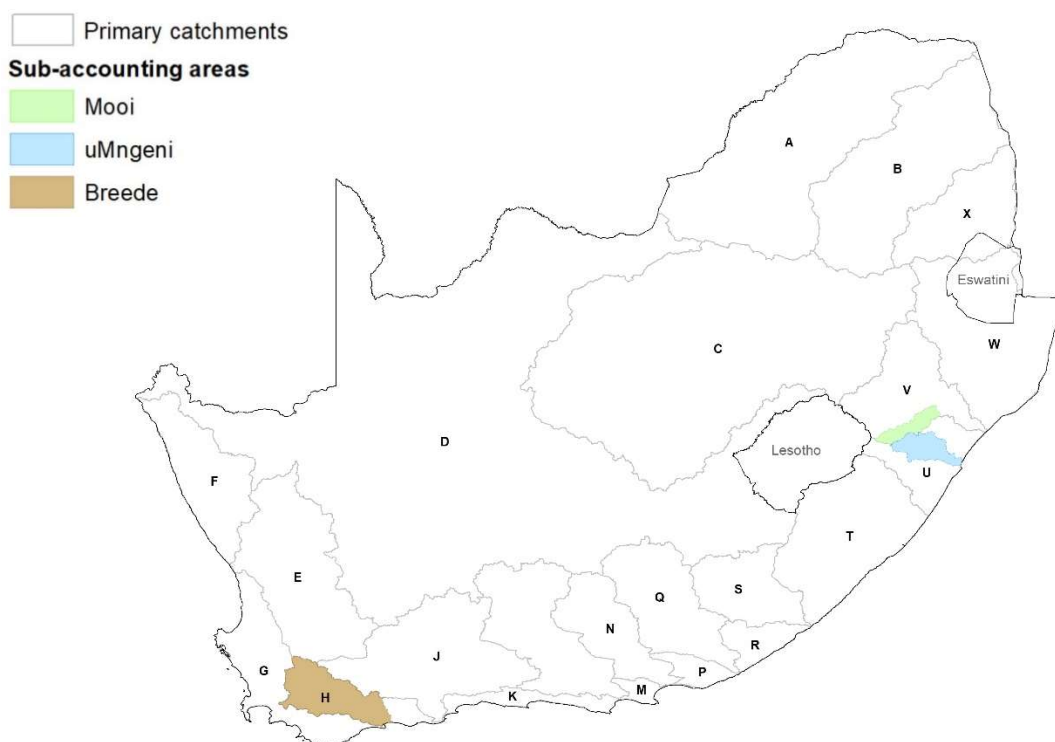 Primary catchments
Sub-accounting areas
Mooi
uMngeni
Breede
A
B
X
Eswatini
W
C
V
D
Lesotho
U
F
T
E
S
Q
N
R
J
G
P
M
K
H